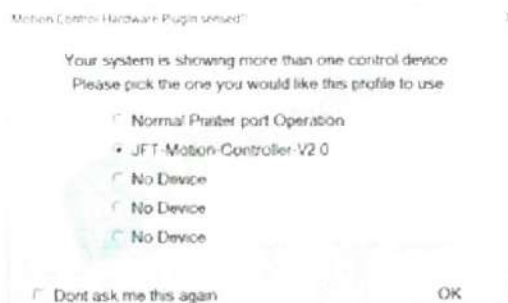 Motion Control Hardware PlugIn sensed!
Your system is showing more than one control device
Please pick the one you would like this profile to use
Normal Printer port Operation
JFT-Motion-Controller-V2.0
No Device
No Device
No Device
Dont ask me this again
OK